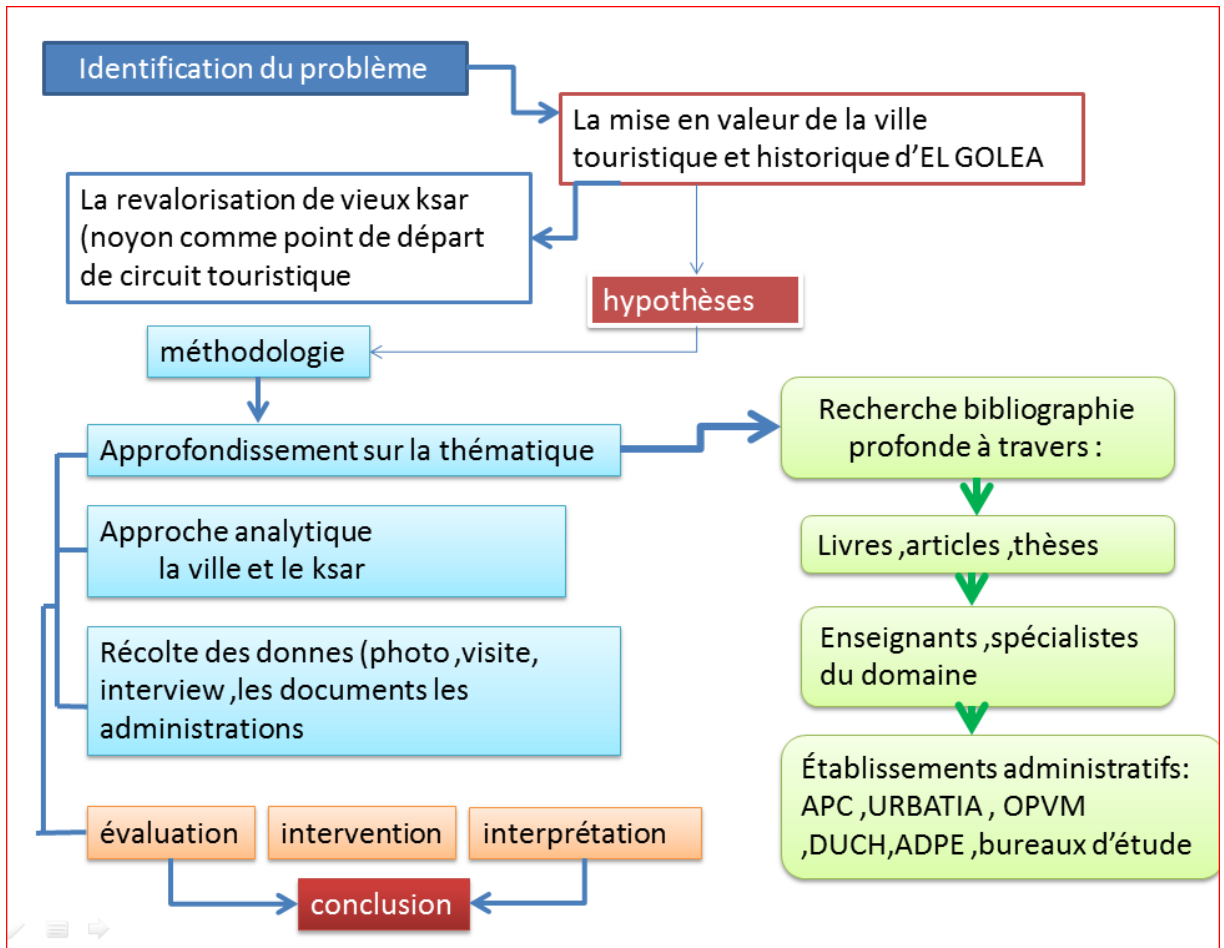 Identification du problème
La mise en valeur de la ville
touristique et historique d’EL GOLEA
La revalorisation de vieux ksar
(noyon comme point de départ
de circuit touristique
hypothèses
méthodologie
Approfondissement sur la thématique
Approche analytique
la ville et le ksar
Récolte des donnes (photo ,visite,
interview ,les documents les
administrations
évaluation
intervention
interprétation
conclusion
Recherche bibliographie
profonde à travers :
Livres ,articles ,thèses
Enseignants ,spécialistes
du domaine
Établissements administratifs:
APC ,URBATIA , OPVM
,DUCH,ADPE ,bureaux d’étude